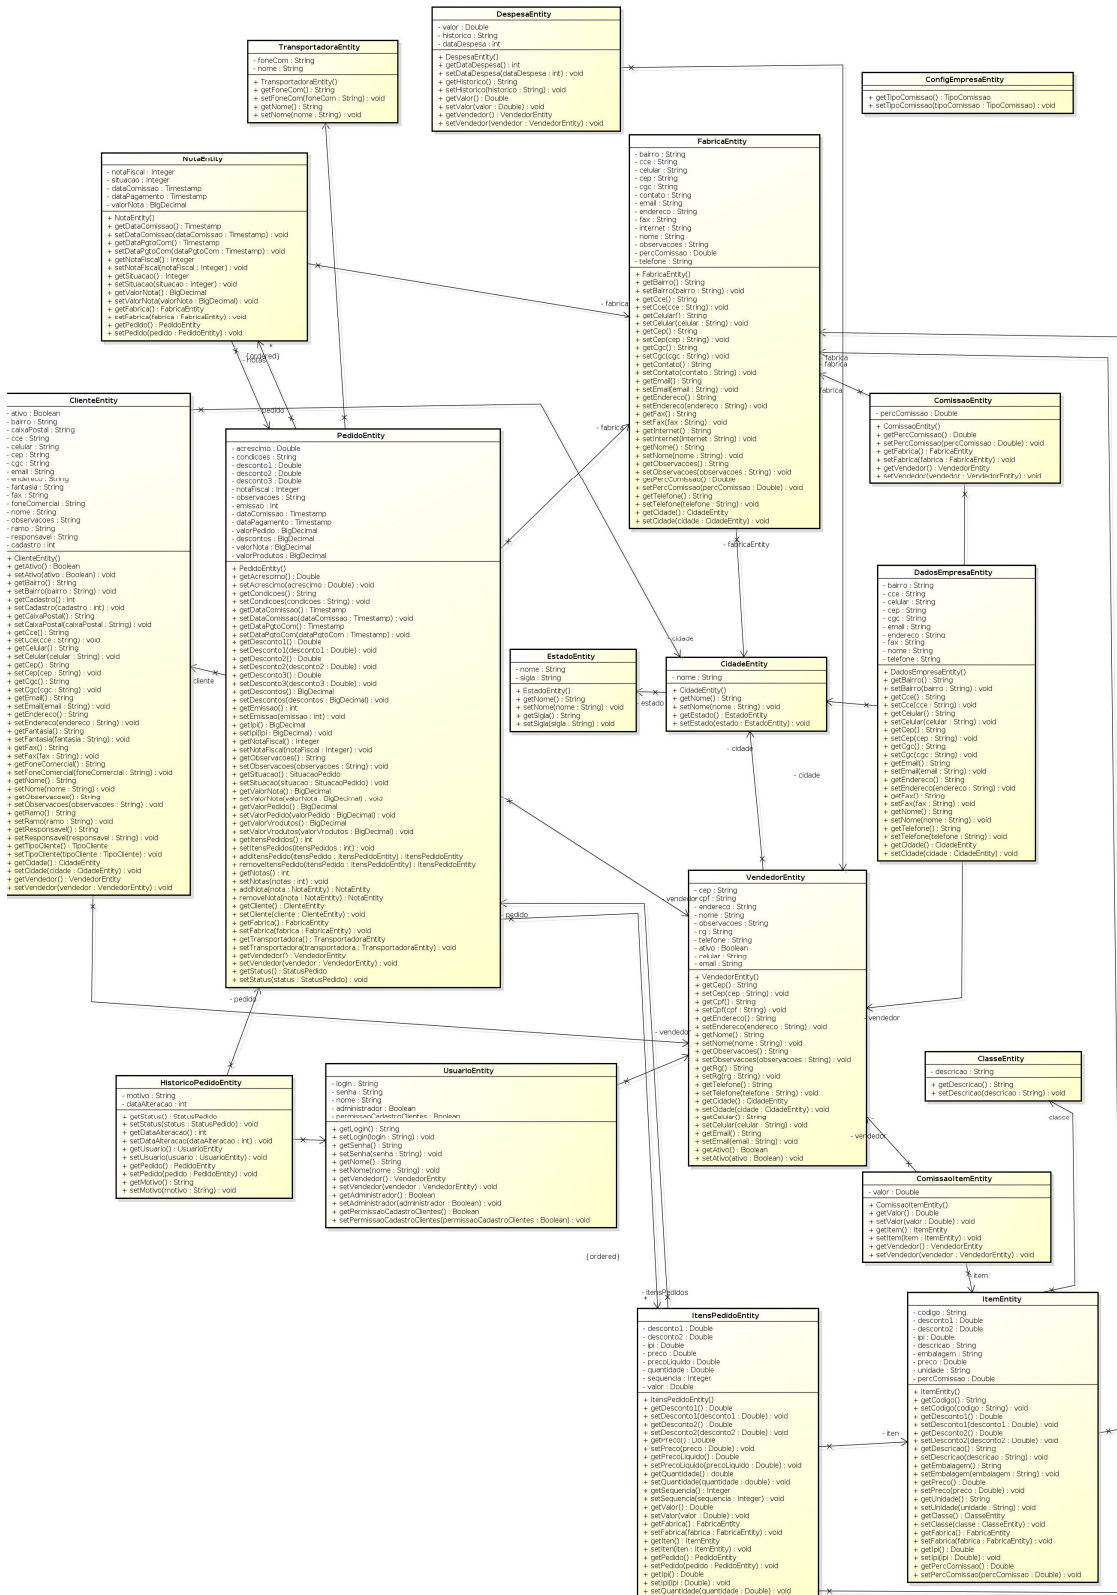 DespesaEntity
- valor : Double
- historico : String
- dataDespesa : int
+ DespesaEntity()
+ getDataDespesa() : int
+ setDataDespesa(dataDespesa : int) : void
+ getHistorico() : String
+ setHistorico(historico : String) : void
+ getValor() : Double
+ setValor(valor : Double) : void
+ getVendedor() : VendedorEntity
+ setVendedor(vendedor : VendedorEntity) : void
TransportadoraEntity
- foneCom : String
- nome : String
+ TransportadoraEntity()
+ getFoneCom() : String
+ setFoneCom(foneCom : String) : void
+ getNome() : String
+ setNome(nome : String) : void
ConfigEmpresaEntity
+ getTipoComissao() : TipoComissao
+ setTipoComissao(tipoComissao : TipoComissao) : void
NotaEntity
- notaFiscal : Integer
- situacao : Integer
- dataComissao : Timestamp
- dataPagamento : Timestamp
- valorNota : BigDecimal
+ NotaEntity()
+ getDataComissao() : Timestamp
+ setDataComissao(dataComissao : Timestamp) : void
+ getDataPgtoCom() : Timestamp
+ setDataPgtoCom(dataPgtoCom : Timestamp) : void
+ getNotaFiscal() : Integer
+ setNotaFiscal(notaFiscal : Integer) : void
+ getSituacao() : Integer
+ setSituacao(situacao : Integer) : void
+ getValorNota() : BigDecimal
+ setValorNota(valorNota : BigDecimal) : void
+ getFabrica() : FabricaEntity
+ setFabrica(fabrica : FabricaEntity) : void
+ getPedido() : PedidoEntity
+ setPedido(pedido : PedidoEntity) : void
FabricaEntity
- bairro : String
- cce : String
- celular : String
- cep : String
- cgc : String
- contato : String
- email : String
- endereco : String
- fax : String
- internet : String
- nome : String
- observacoes : String
- percComissao : Double
- telefone : String
+ FabricaEntity()
+ getBairro() : String
+ setBairro(bairro : String) : void
+ getCce() : String
+ setCce(cce : String) : void
+ getCelular() : String
+ setCelular(celular : String) : void
+ getCep() : String
+ setCep(cep : String) : void
+ getCgc() : String
+ setCgc(cgc : String) : void
+ getContato() : String
+ setContato(contato : String) : void
+ getEmail() : String
+ setEmail(email : String) : void
+ getEndereco() : String
+ setEndereco(endereco : String) : void
+ getFax() : String
+ setFax(fax : String) : void
+ getInternet() : String
+ setInternet(internet : String) : void
+ getNome() : String
+ setNome(nome : String) : void
+ getObservacoes() : String
+ setObservacoes(observacoes : String) : void
+ getPercComissao() : Double
+ setPercComissao(percComissao : Double) : void
+ getTelefone() : String
+ setTelefone(telefone : String) : void
+ getCidade() : CidadeEntity
+ setCidade(cidade : CidadeEntity) : void
- fabrica
*
{ordered}
- notas
- pedido
- fabrica
fabrica
- fabrica
fabrica
- fabricaEntity
ComissaoEntity
- percComissao : Double
+ ComissaoEntity()
+ getPercComissao() : Double
+ setPercComissao(percComissao : Double) : void
+ getFabrica() : FabricaEntity
+ setFabrica(fabrica : FabricaEntity) : void
+ getVendedor() : VendedorEntity
+ setVendedor(vendedor : VendedorEntity) : void
ClienteEntity
- ativo : Boolean
- bairro : String
- caixaPostal : String
- cce : String
- celular : String
- cep : String
- cgc : String
- email : String
- endereco : String
- fantasia : String
- fax : String
- foneComercial : String
- nome : String
- observacoes : String
- ramo : String
- responsavel : String
- cadastro : int
+ ClienteEntity()
+ getAtivo() : Boolean
+ setAtivo(ativo : Boolean) : void
+ getBairro() : String
+ setBairro(bairro : String) : void
+ getCadastro() : int
+ setCadastro(cadastro : int) : void
+ getCaixaPostal() : String
+ setCaixaPostal(caixaPostal : String) : void
+ getCce() : String
+ setCce(cce : String) : void
+ getCelular() : String
+ setCelular(celular : String) : void
+ getCep() : String
+ setCep(cep : String) : void
+ getCgc() : String
+ setCgc(cgc : String) : void
+ getEmail() : String
+ setEmail(email : String) : void
+ getEndereco() : String
+ setEndereco(endereco : String) : void
+ getFantasia() : String
+ setFantasia(fantasia : String) : void
+ getFax() : String
+ setFax(fax : String) : void
+ getFoneComercial() : String
+ setFoneComercial(foneComercial : String) : void
+ getNome() : String
+ setNome(nome : String) : void
+ getObservacoes() : String
+ setObservacoes(observacoes : String) : void
+ getRamo() : String
+ setRamo(ramo : String) : void
+ getResponsavel() : String
+ setResponsavel(responsavel : String) : void
+ getTipoCliente() : TipoCliente
+ setTipoCliente(tipoCliente : TipoCliente) : void
+ getCidade() : CidadeEntity
+ setCidade(cidade : CidadeEntity) : void
+ getVendedor() : VendedorEntity
+ setVendedor(vendedor : VendedorEntity) : void
cliente
PedidoEntity
- acrescimo : Double
- condicoes : String
- desconto1 : Double
- desconto2 : Double
- desconto3 : Double
- notaFiscal : Integer
- observacoes : String
- emissao : int
- dataComissao : Timestamp
- dataPagamento : Timestamp
- valorPedido : BigDecimal
- descontos : BigDecimal
- valorNota : BigDecimal
- valorProdutos : BigDecimal
+ PedidoEntity()
+ getAcrescimo() : Double
+ setAcrescimo(acrescimo : Double) : void
+ getCondicoes() : String
+ setCondicoes(condicoes : String) : void
+ getDataComissao() : Timestamp
+ setDataComissao(dataComissao : Timestamp) : void
+ getDataPgtoCom() : Timestamp
+ setDataPgtoCom(dataPgtoCom : Timestamp) : void
+ getDesconto1() : Double
+ setDesconto1(desconto1 : Double) : void
+ getDesconto2() : Double
+ setDesconto2(desconto2 : Double) : void
+ getDesconto3() : Double
+ setDesconto3(desconto3 : Double) : void
+ getDescontos() : BigDecimal
+ setDescontos(descontos : BigDecimal) : void
+ getEmissao() : int
+ setEmissao(emissao : int) : void
+ getIpi() : BigDecimal
+ setIpi(ipi : BigDecimal) : void
+ getNotaFiscal() : Integer
+ setNotaFiscal(notaFiscal : Integer) : void
+ getObservacoes() : String
+ setObservacoes(observacoes : String) : void
+ getSituacao() : SituacaoPedido
+ setSituacao(situacao : SituacaoPedido) : void
+ getValorNota() : BigDecimal
+ setValorNota(valorNota : BigDecimal) : void
+ getValorPedido() : BigDecimal
+ setValorPedido(valorPedido : BigDecimal) : void
+ getValorVrodutos() : BigDecimal
+ setValorVrodutos(valorVrodutos : BigDecimal) : void
+ getItensPedidos() : int
+ setItensPedidos(itensPedidos : int) : void
+ addItensPedido(itensPedido : ItensPedidoEntity) : ItensPedidoEntity
+ removeItensPedido(itensPedido : ItensPedidoEntity) : ItensPedidoEntity
+ getNotas() : int
+ setNotas(notas : int) : void
+ addNota(nota : NotaEntity) : NotaEntity
+ removeNota(nota : NotaEntity) : NotaEntity
+ getCliente() : ClienteEntity
+ setCliente(cliente : ClienteEntity) : void
+ getFabrica() : FabricaEntity
+ setFabrica(fabrica : FabricaEntity) : void
+ getTransportadora() : TransportadoraEntity
+ setTransportadora(transportadora : TransportadoraEntity) : void
+ getVendedor() : VendedorEntity
+ setVendedor(vendedor : VendedorEntity) : void
+ getStatus() : StatusPedido
+ setStatus(status : StatusPedido) : void
DadosEmpresaEntity
- bairro : String
- cce : String
- celular : String
- cep : String
- cgc : String
- email : String
- endereco : String
- fax : String
- nome : String
- telefone : String
+ DadosEmpresaEntity()
+ getBairro() : String
+ setBairro(bairro : String) : void
+ getCce() : String
+ setCce(cce : String) : void
+ getCelular() : String
+ setCelular(celular : String) : void
+ getCep() : String
+ setCep(cep : String) : void
+ getCgc() : String
+ setCgc(cgc : String) : void
+ getEmail() : String
+ setEmail(email : String) : void
+ getEndereco() : String
+ setEndereco(endereco : String) : void
+ getFax() : String
+ setFax(fax : String) : void
+ getNome() : String
+ setNome(nome : String) : void
+ getTelefone() : String
+ setTelefone(telefone : String) : void
+ getCidade() : CidadeEntity
+ setCidade(cidade : CidadeEntity) : void
- cidade
EstadoEntity
- nome : String
- sigla : String
+ EstadoEntity()
+ getNome() : String
+ setNome(nome : String) : void
+ getSigla() : String
+ setSigla(sigla : String) : void
- estado
CidadeEntity
- nome : String
+ CidadeEntity()
+ getNome() : String
+ setNome(nome : String) : void
+ getEstado() : EstadoEntity
+ setEstado(estado : EstadoEntity) : void
- cidade
- cidade
VendedorEntity
- cep : String
- cpf : String
- endereco : String
- nome : String
- observacoes : String
- rg : String
- telefone : String
- ativo : Boolean
- celular : String
- email : String
+ VendedorEntity()
+ getCep() : String
+ setCep(cep : String) : void
+ getCpf() : String
+ setCpf(cpf : String) : void
+ getEndereco() : String
+ setEndereco(endereco : String) : void
+ getNome() : String
+ setNome(nome : String) : void
+ getObservacoes() : String
+ setObservacoes(observacoes : String) : void
+ getRg() : String
+ setRg(rg : String) : void
+ getTelefone() : String
+ setTelefone(telefone : String) : void
+ getCidade() : CidadeEntity
+ setCidade(cidade : CidadeEntity) : void
+ getCelular() : String
+ setCelular(celular : String) : void
+ getEmail() : String
+ setEmail(email : String) : void
+ getAtivo() : Boolean
+ setAtivo(ativo : Boolean) : void
- vendedor
- pedido
- pedido
- vendedor
- vendedor
- vendedor
HistoricoPedidoEntity
- motivo : String
- dataAlteracao : int
+ getStatus() : StatusPedido
+ setStatus(status : StatusPedido) : void
+ getDataAlteracao() : int
+ setDataAlteracao(dataAlteracao : int) : void
+ getUsuario() : UsuarioEntity
+ setUsuario(usuario : UsuarioEntity) : void
+ getPedido() : PedidoEntity
+ setPedido(pedido : PedidoEntity) : void
+ getMotivo() : String
+ setMotivo(motivo : String) : void
UsuarioEntity
- login : String
- senha : String
- nome : String
- administrador : Boolean
- permissaoCadastroClientes : Boolean
+ getLogin() : String
+ setLogin(login : String) : void
+ getSenha() : String
+ setSenha(senha : String) : void
+ getNome() : String
+ setNome(nome : String) : void
+ getVendedor() : VendedorEntity
+ setVendedor(vendedor : VendedorEntity) : void
+ getAdministrador() : Boolean
+ setAdministrador(administrador : Boolean) : void
+ getPermissaoCadastroClientes() : Boolean
+ setPermissaoCadastroClientes(permissaoCadastroClientes : Boolean) : void
ClasseEntity
- descricao : String
+ getDescricao() : String
+ setDescricao(descricao : String) : void
classe
ComissaoItemEntity
- valor : Double
+ ComissaoItemEntity()
+ getValor() : Double
+ setValor(valor : Double) : void
+ getItem() : ItemEntity
+ setItem(item : ItemEntity) : void
+ getVendedor() : VendedorEntity
+ setVendedor(vendedor : VendedorEntity) : void
- item
{ordered}
- itensPedidos
*
ItensPedidoEntity
- desconto1 : Double
- desconto2 : Double
- ipi : Double
- preco : Double
- precoLiquido : Double
- quantidade : Double
- sequencia : Integer
- valor : Double
+ ItensPedidoEntity()
+ getDesconto1() : Double
+ setDesconto1(desconto1 : Double) : void
+ getDesconto2() : Double
+ setDesconto2(desconto2 : Double) : void
+ getPreco() : Double
+ setPreco(preco : Double) : void
+ getPrecoLiquido() : Double
+ setPrecoLiquido(precoLiquido : Double) : void
+ getQuantidade() : double
+ setQuantidade(quantidade : double) : void
+ getSequencia() : Integer
+ setSequencia(sequencia : Integer) : void
+ getValor() : Double
+ setValor(valor : Double) : void
+ getFabrica() : FabricaEntity
+ setFabrica(fabrica : FabricaEntity) : void
+ getIten() : ItemEntity
+ setIten(iten : ItemEntity) : void
+ getPedido() : PedidoEntity
+ setPedido(pedido : PedidoEntity) : void
+ getIpi() : Double
+ setIpi(ipi : Double) : void
+ setQuantidade(quantidade : Double) : void
- iten
ItemEntity
- codigo : String
- desconto1 : Double
- desconto2 : Double
- ipi : Double
- descricao : String
- embalagem : String
- preco : Double
- unidade : String
- percComissao : Double
+ ItemEntity()
+ getCodigo() : String
+ setCodigo(codigo : String) : void
+ getDesconto1() : Double
+ setDesconto1(desconto1 : Double) : void
+ getDesconto2() : Double
+ setDesconto2(desconto2 : Double) : void
+ getDescricao() : String
+ setDescricao(descricao : String) : void
+ getEmbalagem() : String
+ setEmbalagem(embalagem : String) : void
+ getPreco() : Double
+ setPreco(preco : Double) : void
+ getUnidade() : String
+ setUnidade(unidade : String) : void
+ getClasse() : ClasseEntity
+ setClasse(classe : ClasseEntity) : void
+ getFabrica() : FabricaEntity
+ setFabrica(fabrica : FabricaEntity) : void
+ getIpi() : Double
+ setIpi(ipi : Double) : void
+ getPercComissao() : Double
+ setPercComissao(percComissao : Double) : void